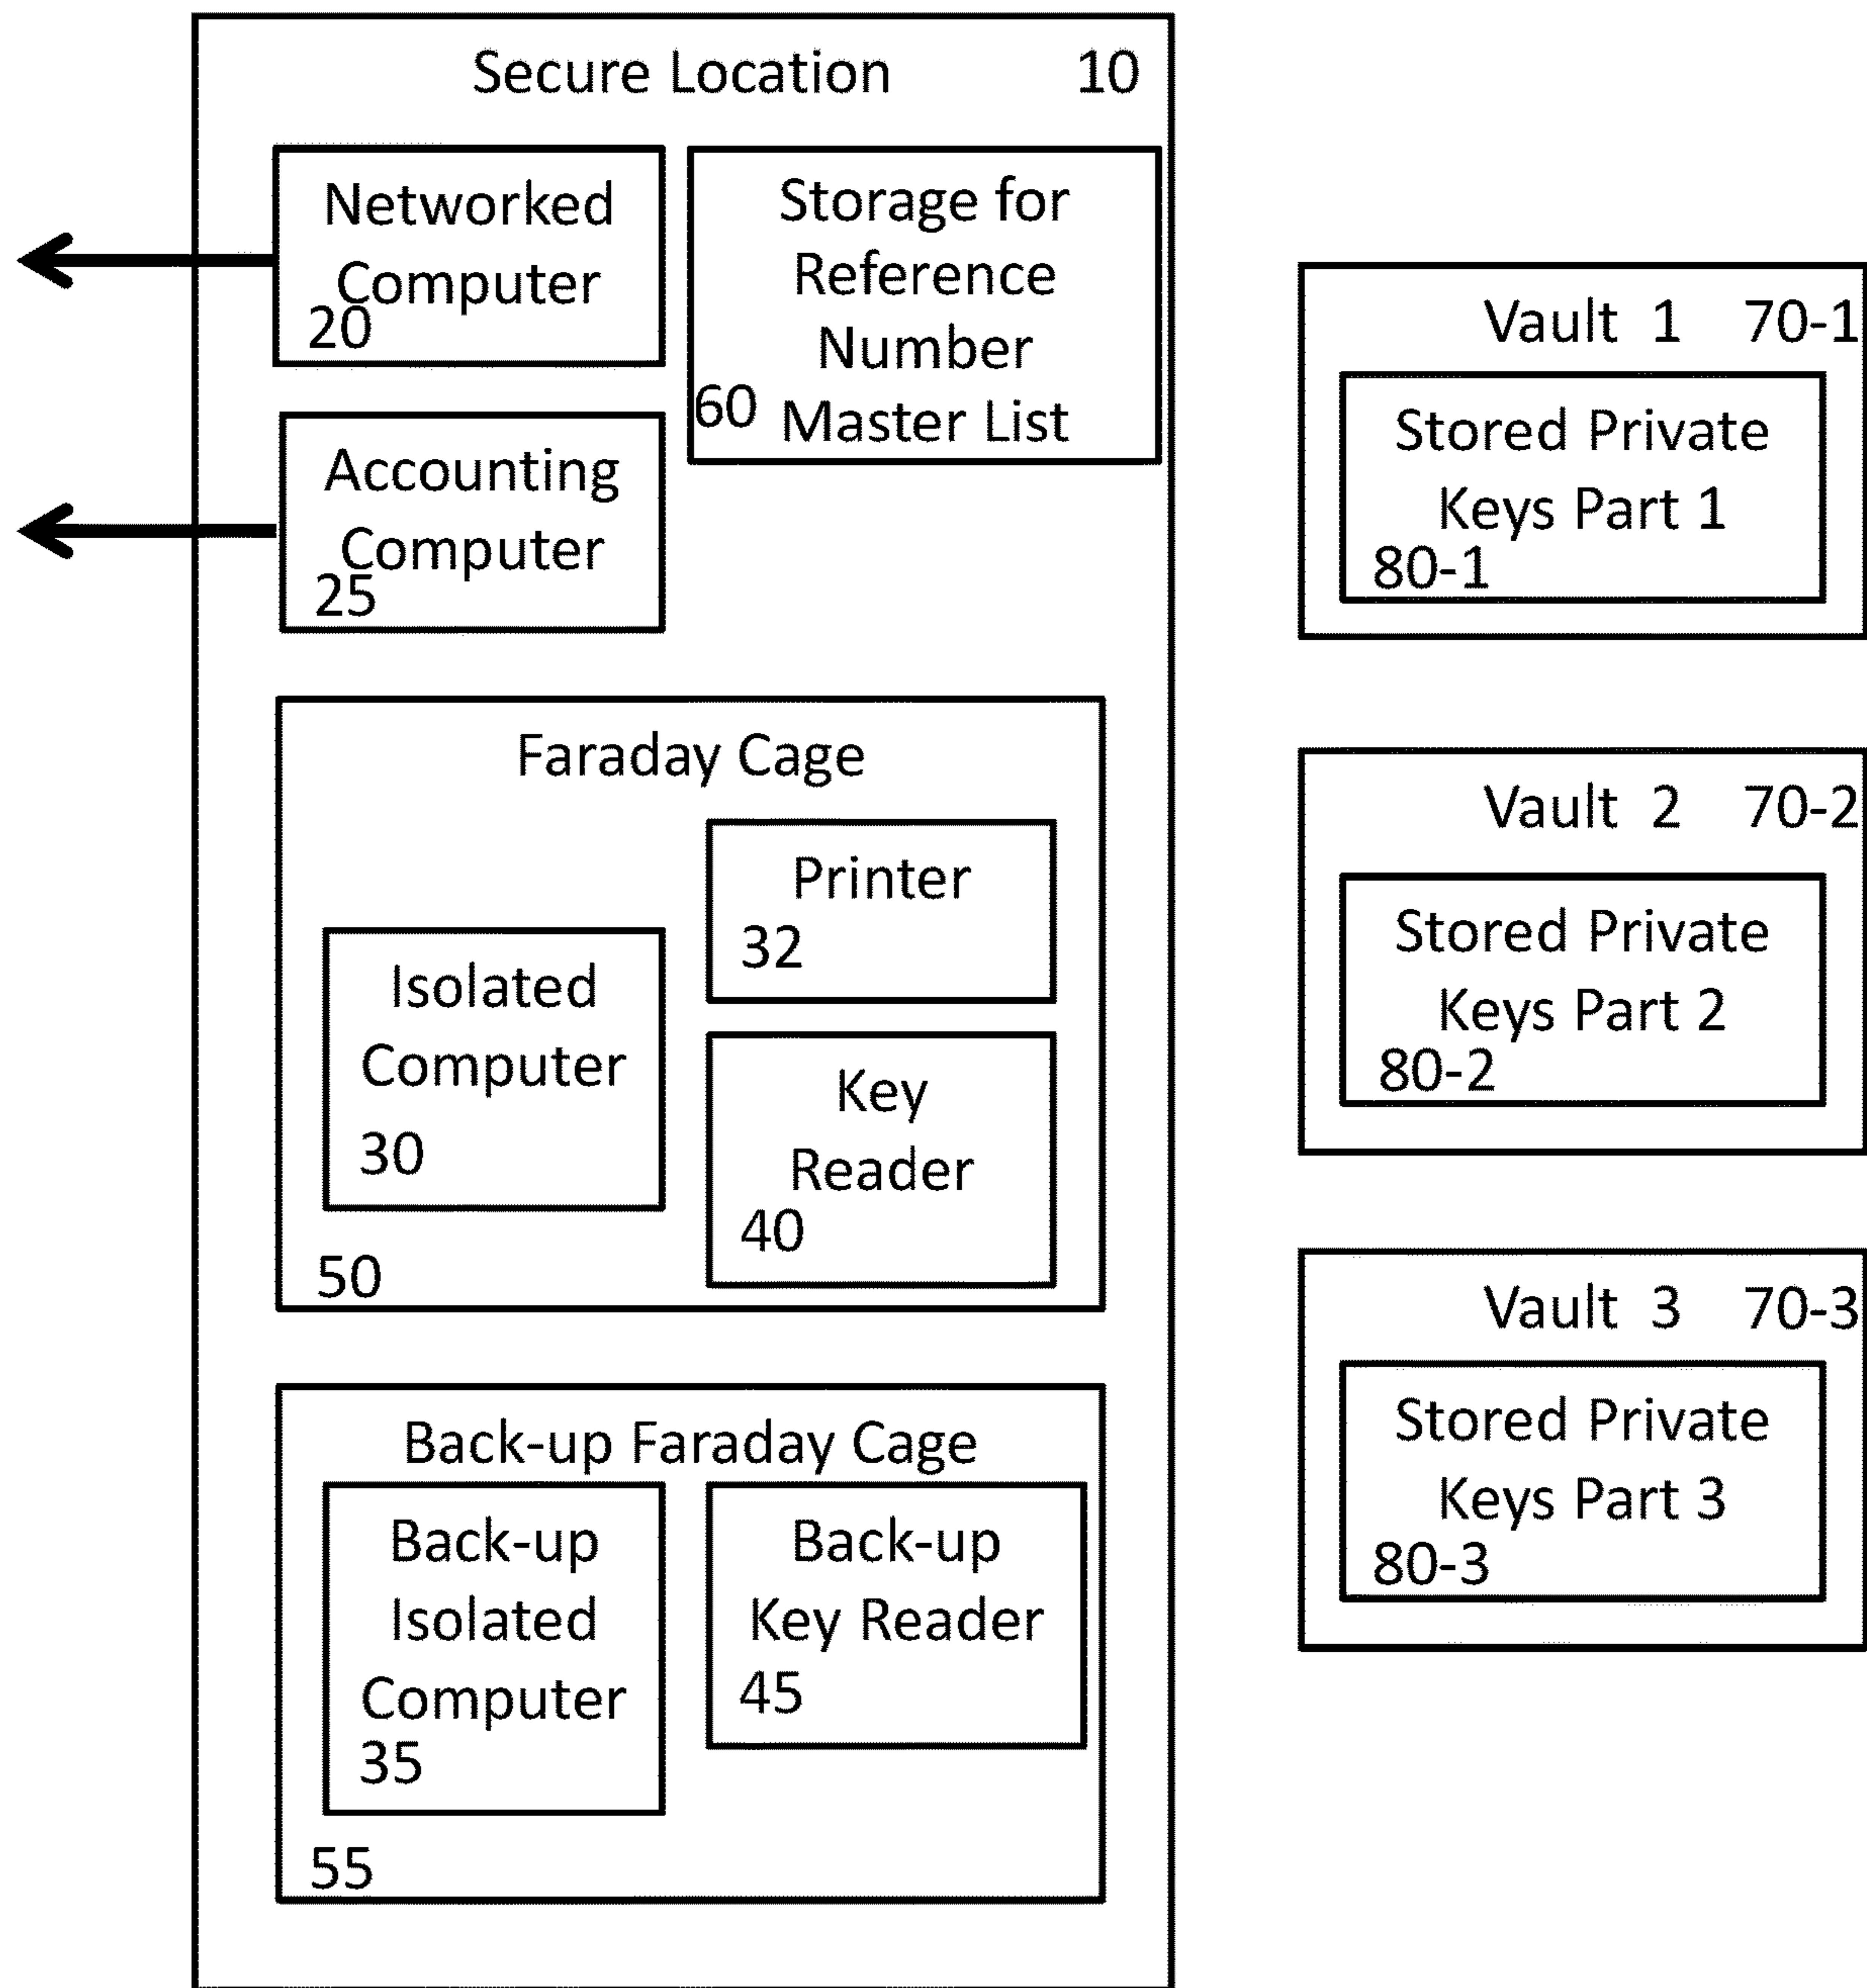 Secure Location 10
Networked
Computer
20
Storage for
Reference
Number
60 Master List
Accounting
Computer
25
Faraday Cage
Printer
32
Isolated
Computer
30
Key
Reader
40
50
Back-up Faraday Cage
Back-up
Isolated
Computer
35
Back-up
Key Reader
45
55
Vault 1 70-1
Stored Private
Keys Part 1
80-1
Vault 2 70-2
Stored Private
Keys Part 2
80-2
Vault 3 70-3
Stored Private
Keys Part 3
80-3